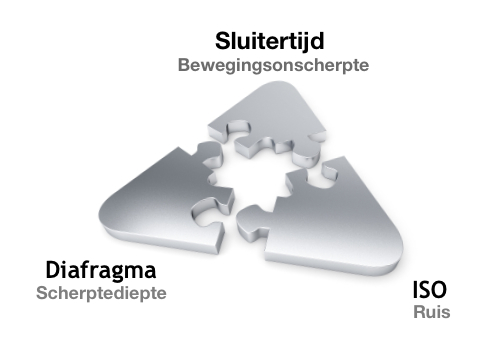 Sluitertijd
Bewegingsonscherpte
Diafragma
Scherptediepte
ISO
Ruis